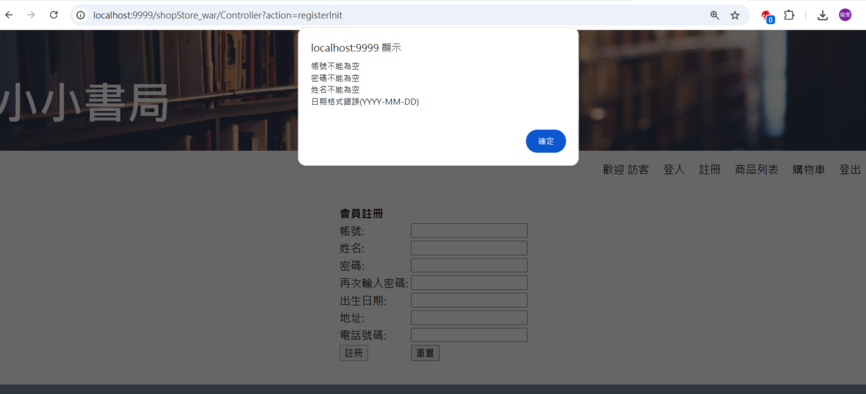 localhost:9999/shopStore_war/Controller?action=registerInit
0
localhost:9999 顯示
帳號不能為空
密碼不能為空
姓名不能為空
日期格式錯誤(YYYY-MM-DD)
確定
小小書局
歡迎 訪客 登入 註冊 商品列表 購物車 登出
會員註冊
帳號:
姓名:
密碼:
再次輸入密碼:
出生日期:
地址:
電話號碼:
註冊 重置